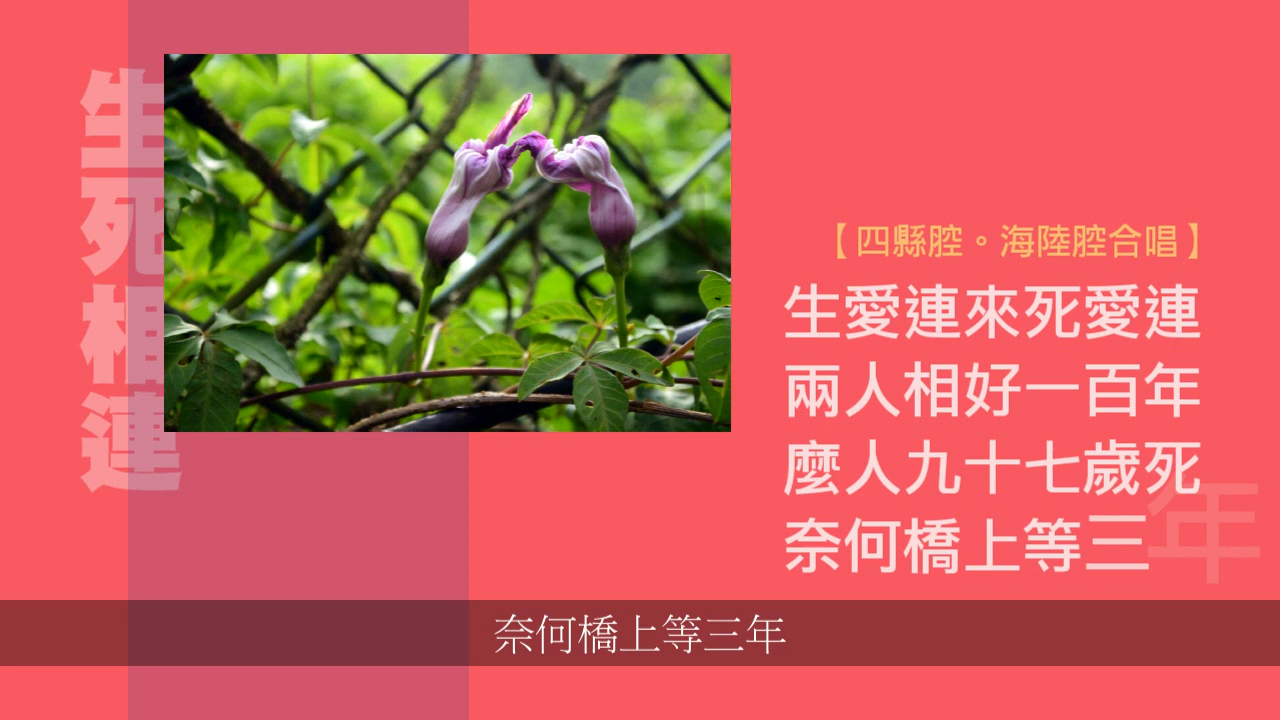 生死相連
【四縣腔。海陸腔合唱】
生愛連來死愛連
兩人相好一百年
麼人九十七歲死
奈何橋上等三年
奈何橋上等三年